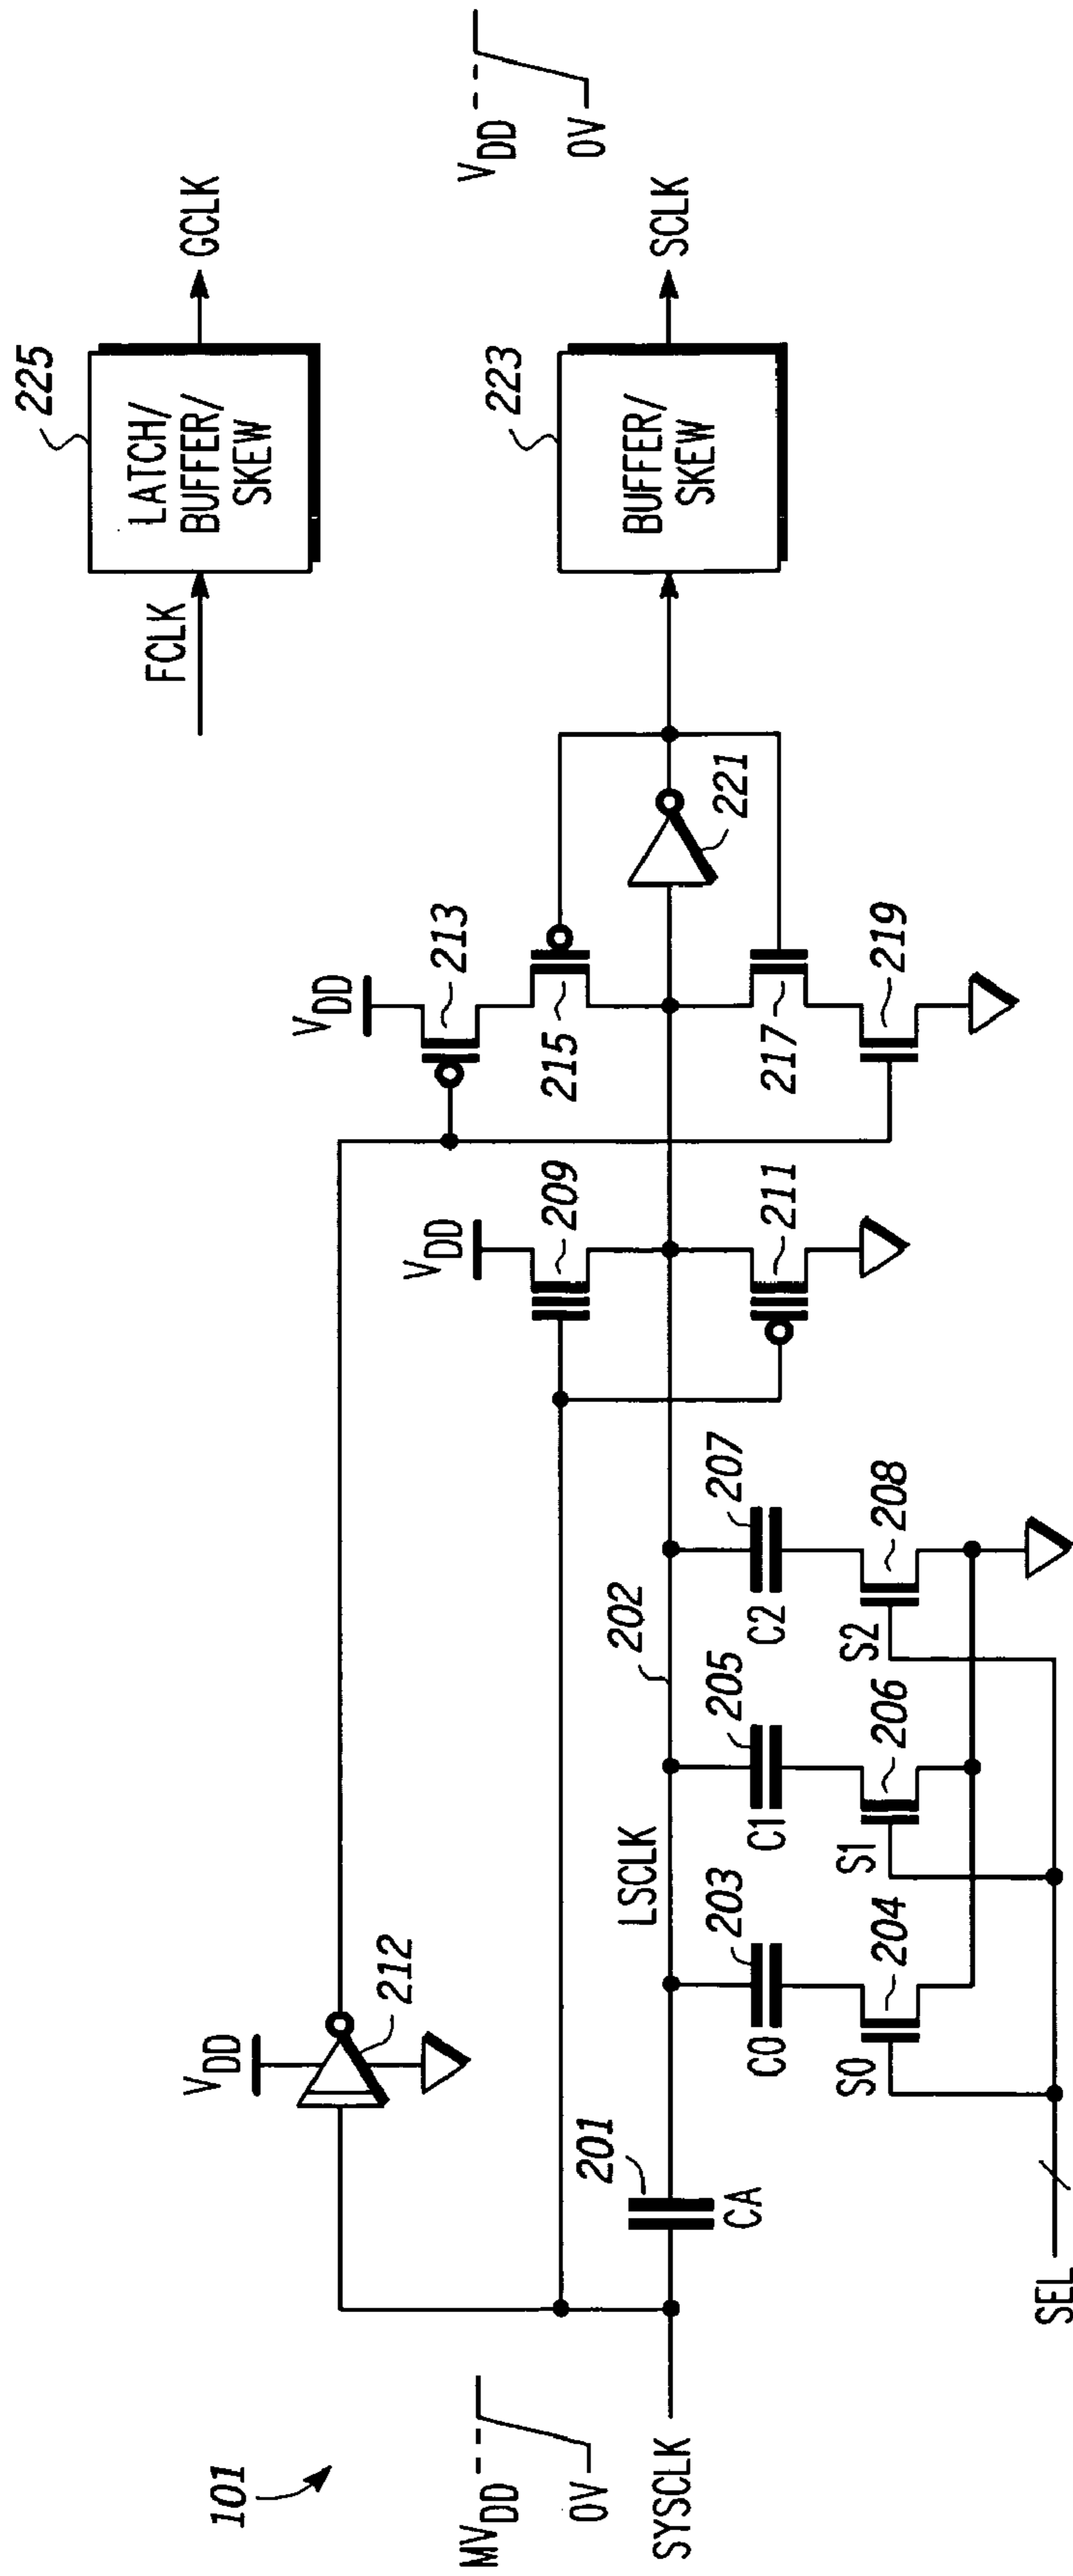 101
MVDD
0V
SYSCLK
SEL
201
CA
VDD
212
LSCLK
202
C0
203
C1
205
C2
207
S0
204
S1
206
S2
208
VDD
209
211
VDD
213
215
217
219
221
FCLK
LATCH/
BUFFER/
SKEW
225
GCLK
BUFFER/
SKEW
223
SCLK
VDD
0V